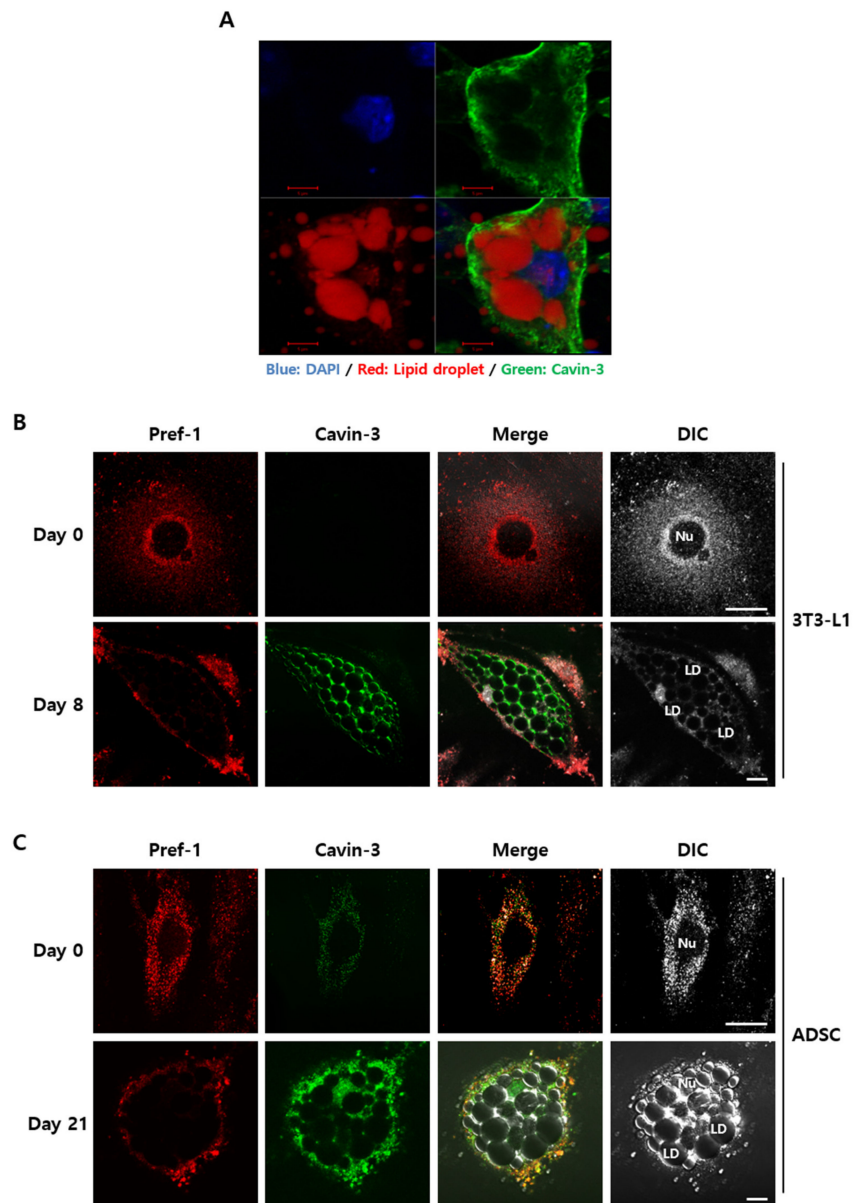 A
Blue: DAPI / Red: Lipid droplet / Green: Cavin-3
B
Pref-1 Cavin-3 Merge DIC
Day 0
Nu
3T3-L1
Day 8
LD
LD
LD
C
Pref-1 Cavin-3 Merge DIC
Day 0
Nu
ADSC
Day 21
Nu
LD
LD